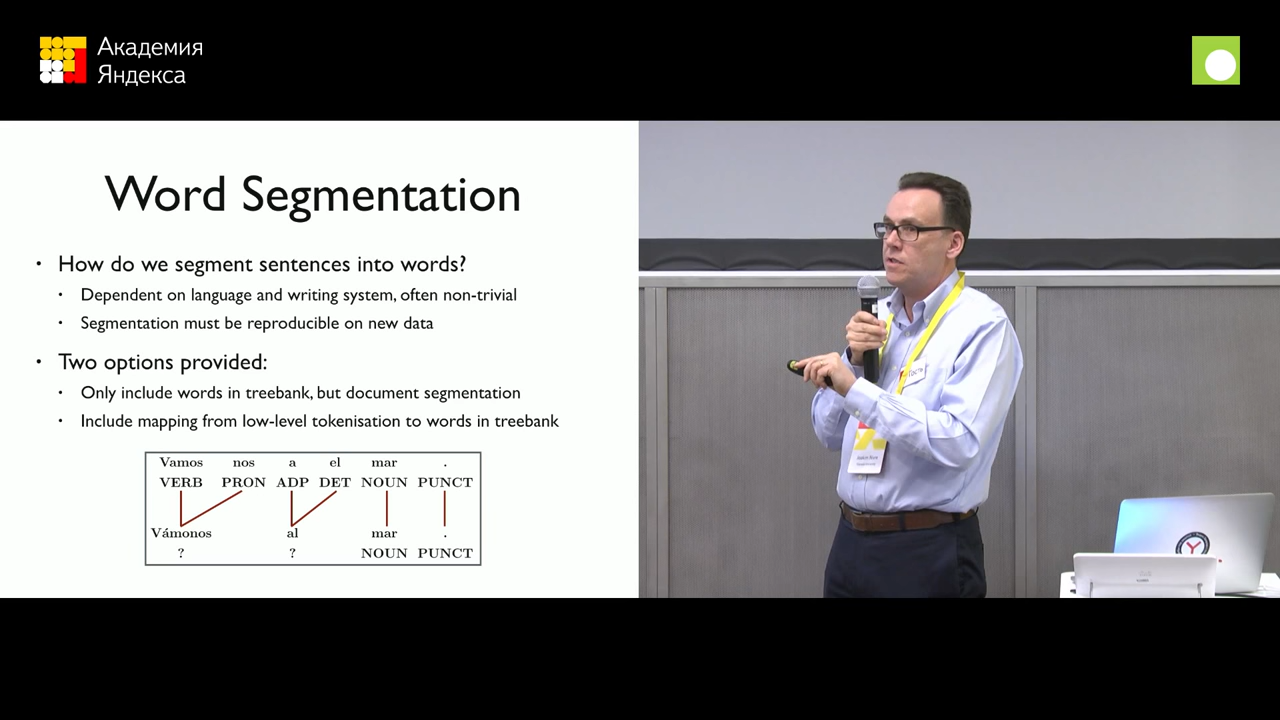 Академия
Яндекса
Word Segmentation
• How do we segment sentences into words?
• Dependent on language and writing system, often non-trivial
• Segmentation must be reproducible on new data
• Two options provided:
• Only include words in treebank, but document segmentation
• Include mapping from low-level tokenisation to words in treebank
Vamos nos a el mar .
VERB PRON ADP DET NOUN PUNCT
Vámonos al mar .
? ? NOUN PUNCT